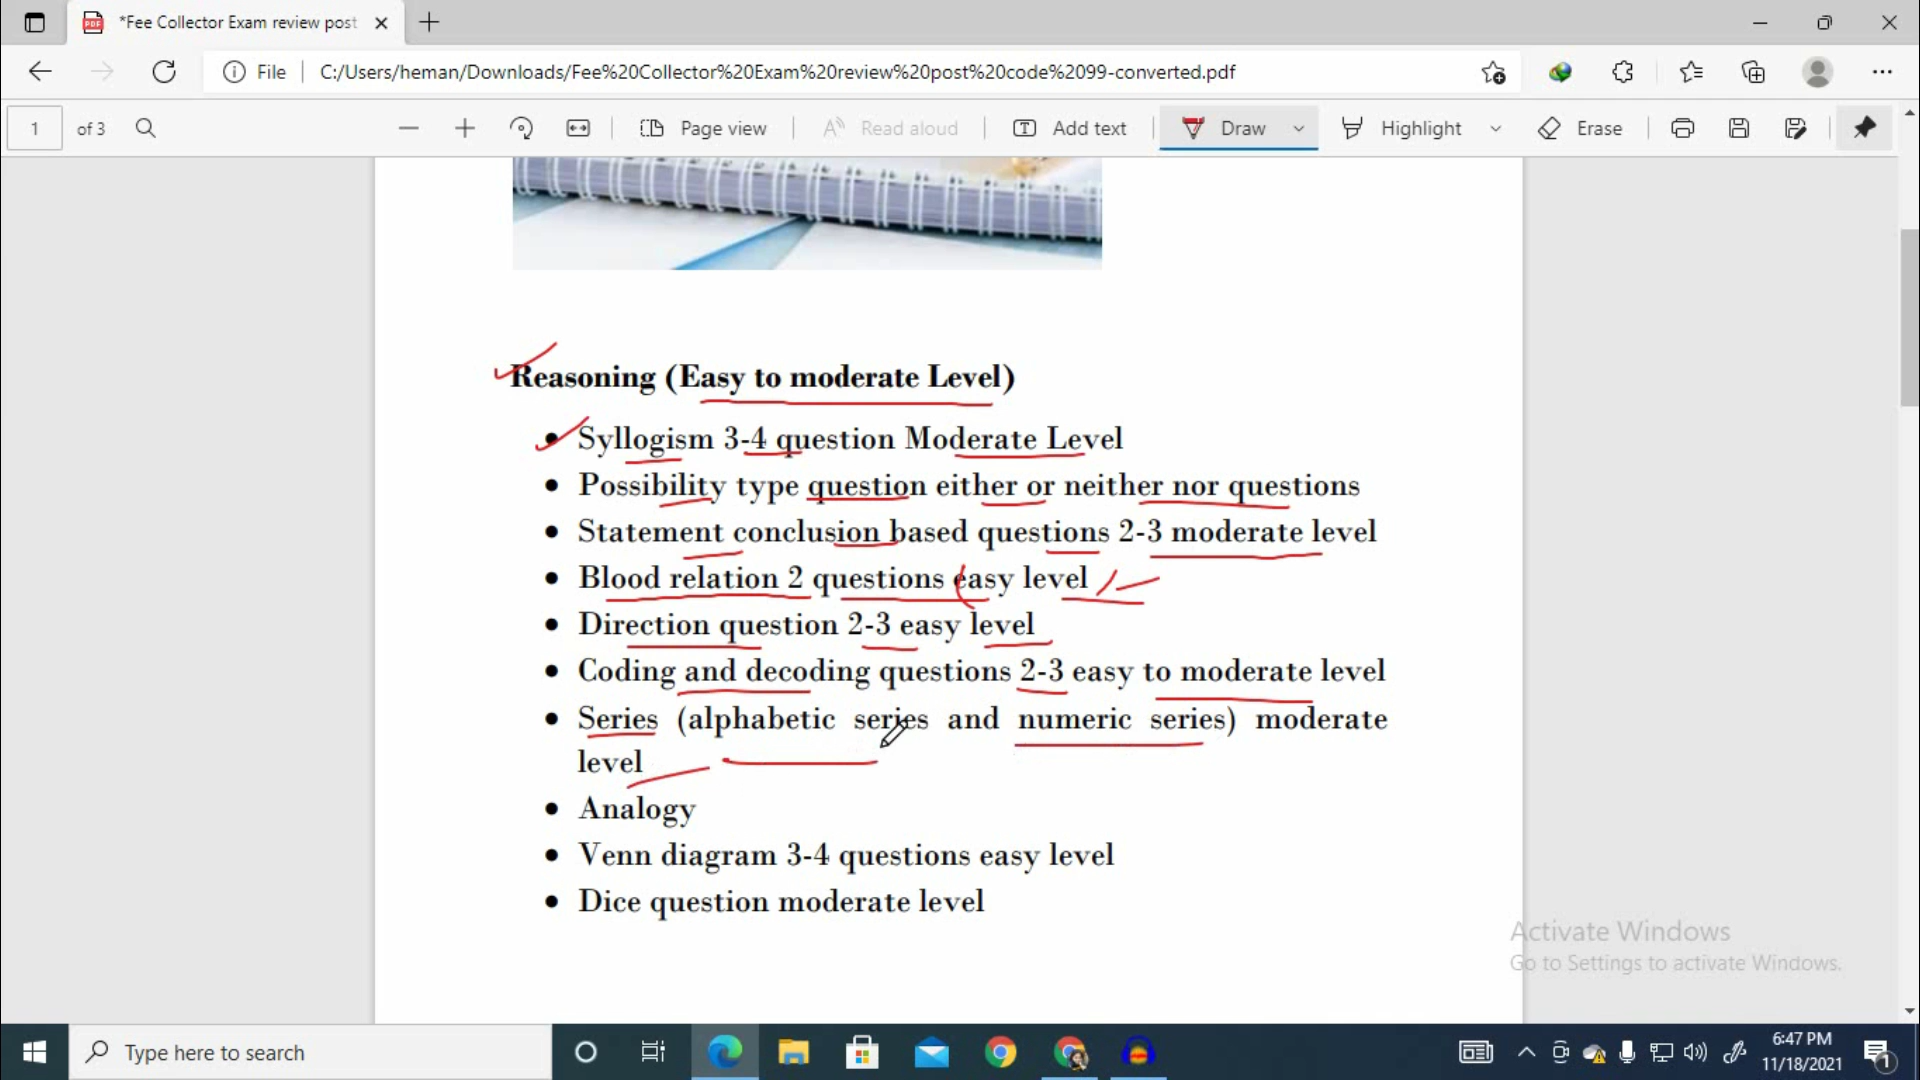 *Fee Collector Exam review post
File C:/Users/heman/Downloads/Fee%20Collector%20Exam%20review%20post%20code%2099-converted.pdf
1 of 3 Page view Read aloud Add text Draw Highlight Erase
Reasoning (Easy to moderate Level)
• Syllogism 3-4 question Moderate Level
• Possibility type question either or neither nor questions
• Statement conclusion based questions 2-3 moderate level
• Blood relation 2 questions easy level
• Direction question 2-3 easy level
• Coding and decoding questions 2-3 easy to moderate level
• Series (alphabetic series and numeric series) moderate
level
• Analogy
• Venn diagram 3-4 questions easy level
• Dice question moderate level
Activate Windows
Go to Settings to activate Windows.
Type here to search
6:47 PM
11/18/2021
1